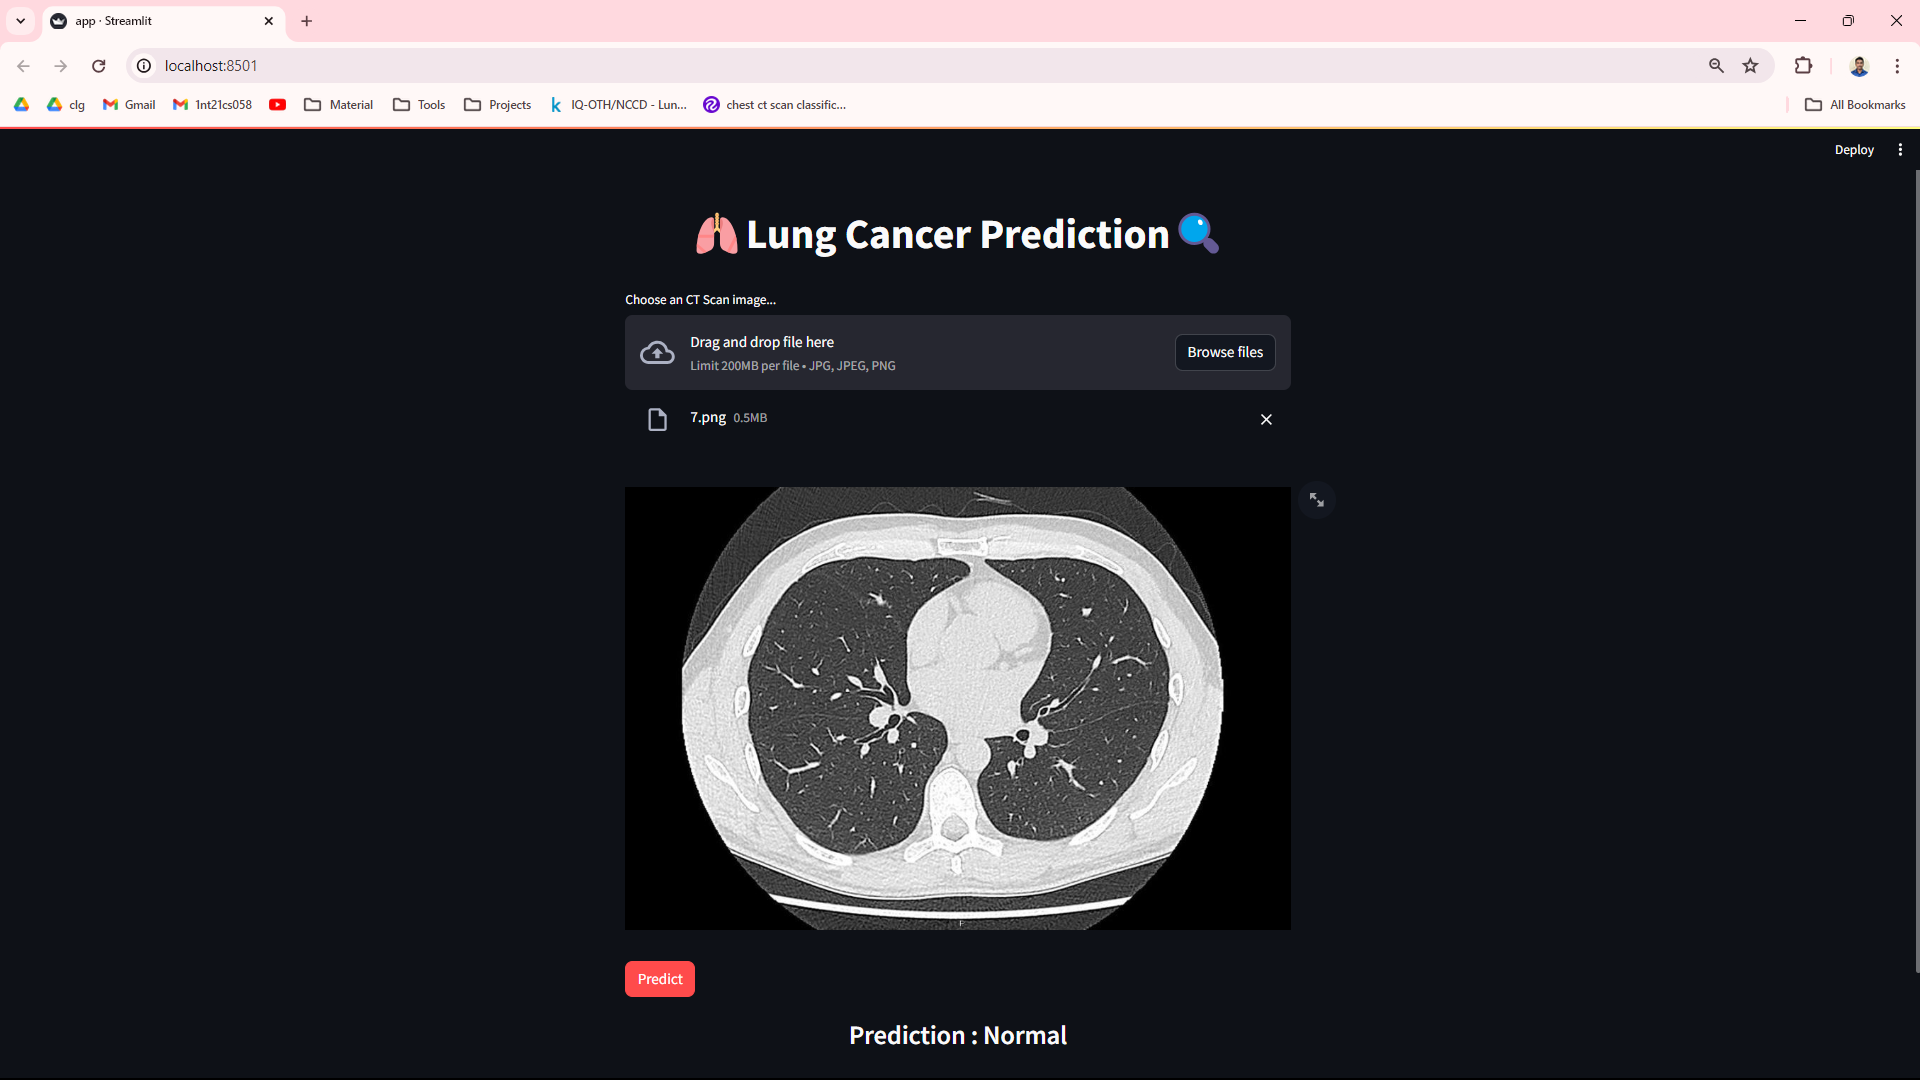 app · Streamlit
localhost:8501
clg
Gmail
1nt21cs058
Material
Tools
Projects
IQ-OTH/NCCD - Lun...
chest ct scan classific...
All Bookmarks
Deploy
Lung Cancer Prediction
Choose an CT Scan image...
Drag and drop file here
Limit 200MB per file • JPG, JPEG, PNG
Browse files
7.png 0.5MB
F
Predict
Prediction : Normal